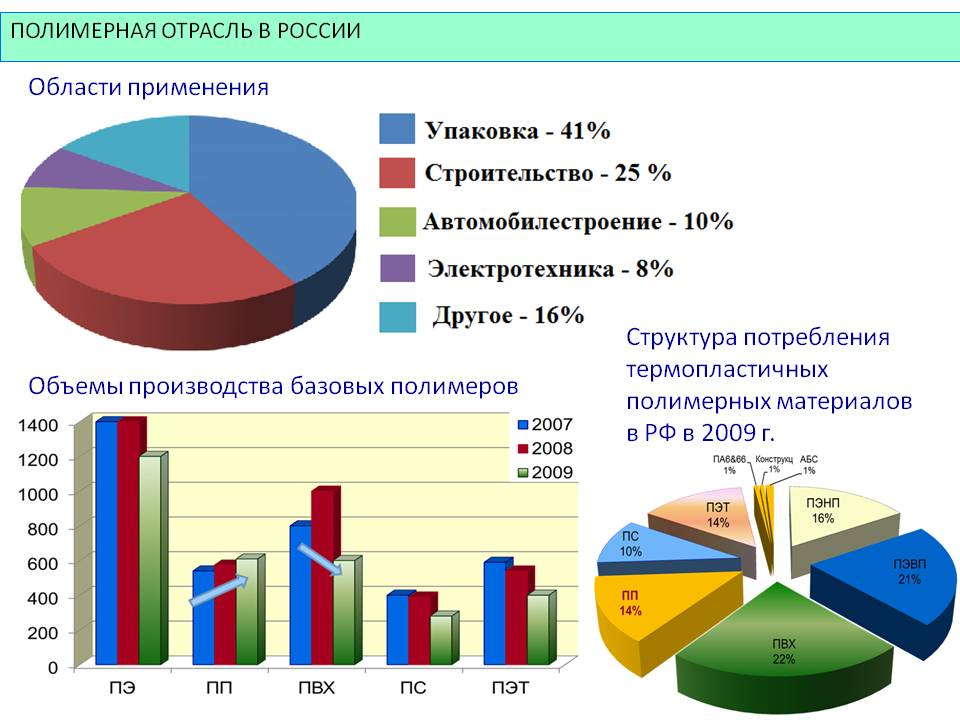 ПОЛИМЕРНАЯ ОТРАСЛЬ В РОССИИ
Области применения
Упаковка - 41%
Строительство - 25 %
Автомобилестроение - 10%
Электротехника - 8%
Другое - 16%
Объемы производства базовых полимеров
1400
1200
1000
800
600
400
200
0
2007
2008
2009
ПЭ ПП ПВХ ПС ПЭТ
Структура потребления
термопластичных
полимерных материалов
в РФ в 2009 г.
ПА6&66
1%
Конструкц
1%
АБС
1%
ПЭНП
16%
ПЭВП
21%
ПВХ
22%
ПП
14%
ПС
10%
ПЭТ
14%